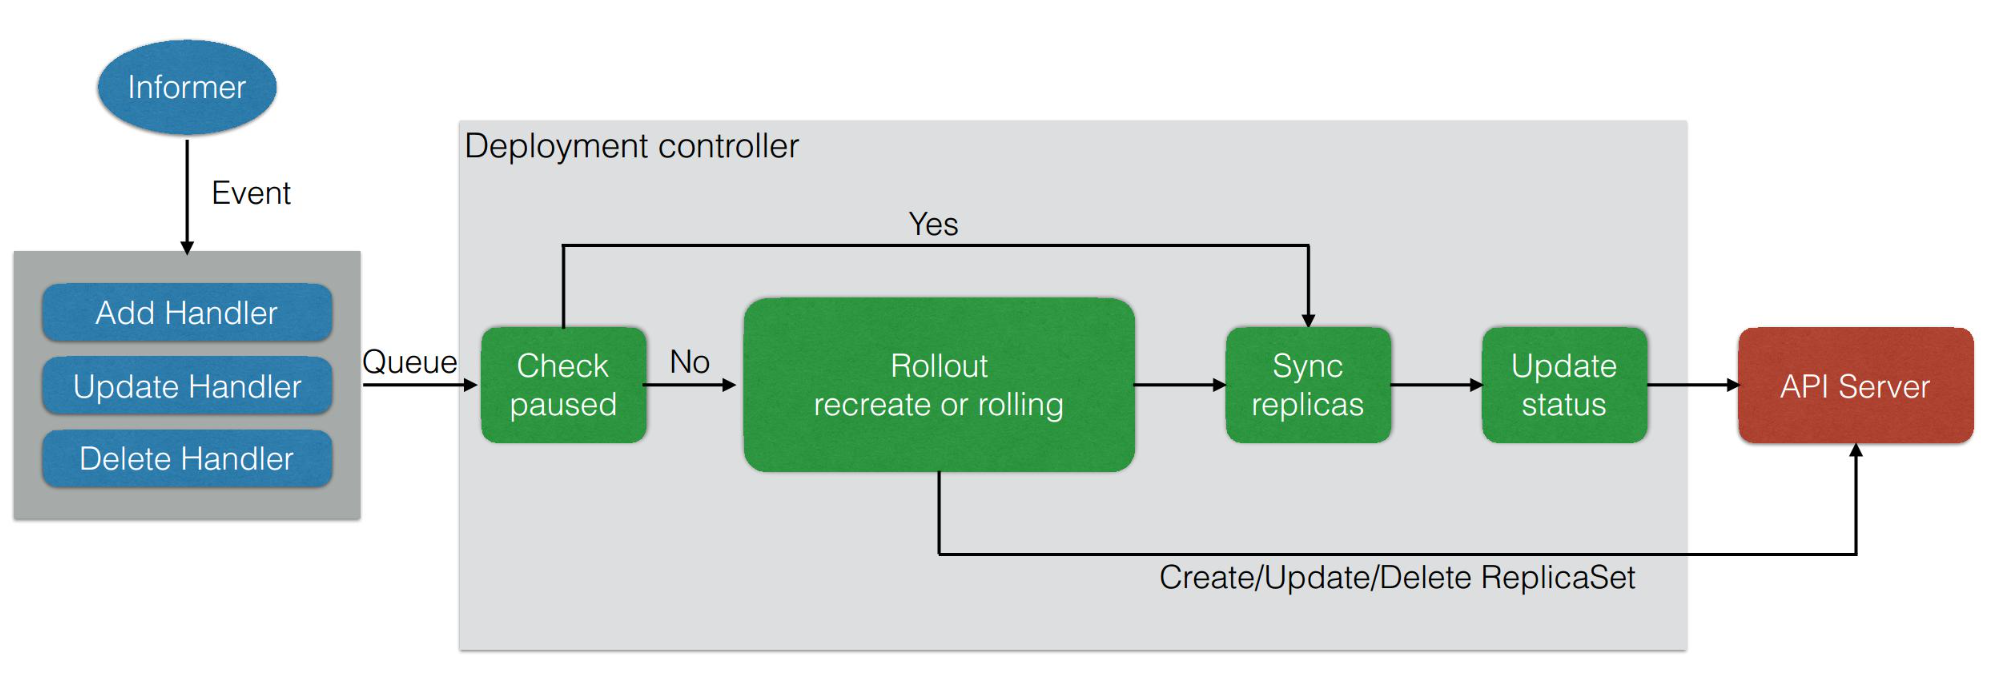 Informer
Event
Add Handler
Update Handler
Delete Handler
Queue
Deployment controller
Yes
Check
paused
No
Rollout
recreate or rolling
Sync
replicas
Update
status
API Server
Create/Update/Delete ReplicaSet